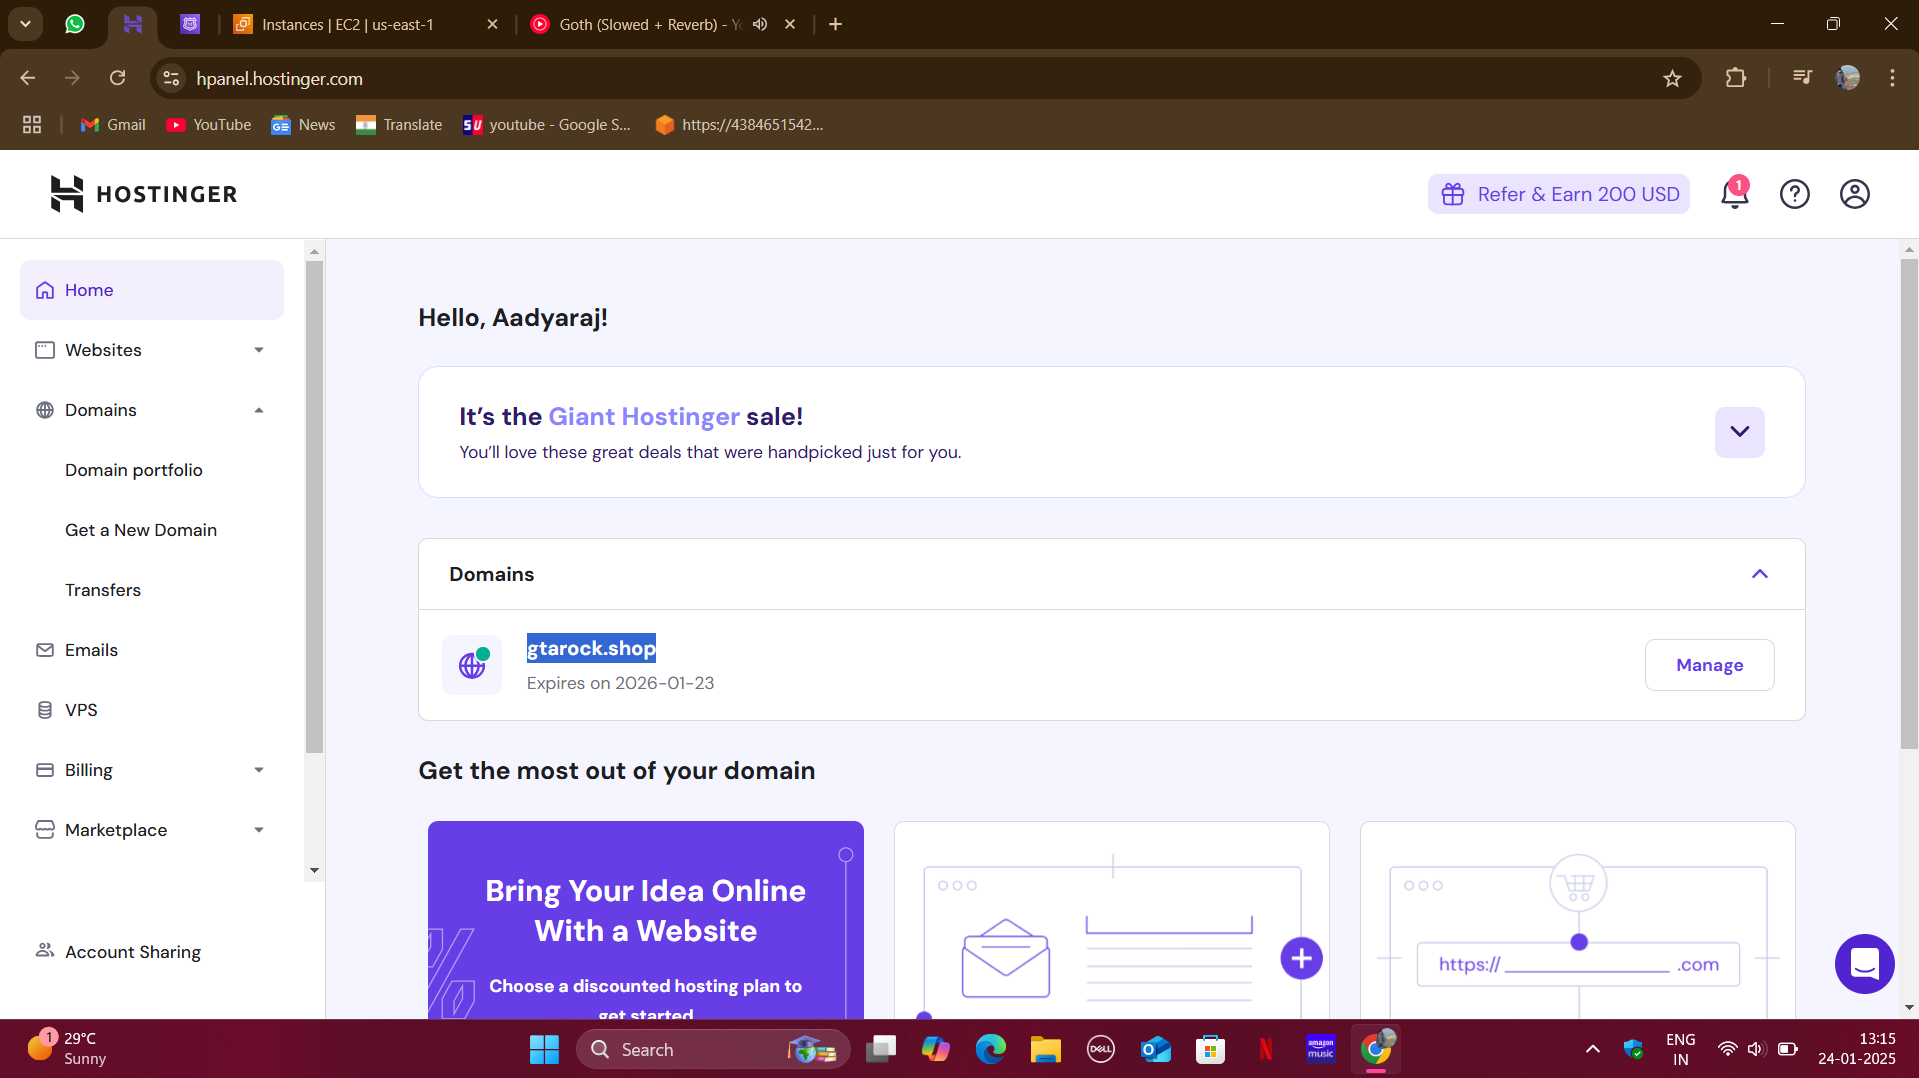 Instances | EC2 | us-east-1
Goth (Slowed + Reverb) -
hpanel.hostinger.com
Gmail
YouTube
News
Translate
SU
youtube - Google S...
https://4384651542...
HOSTINGER
Refer & Earn 200 USD
1
Home
Websites
Domains
Domain portfolio
Get a New Domain
Transfers
Emails
VPS
Billing
Marketplace
Account Sharing
Hello, Aadyaraj!
It's the Giant Hostinger sale!
You'll love these great deals that were handpicked just for you.
Domains
gtarock.shop
Expires on 2026-01-23
Manage
Get the most out of your domain
Bring Your Idea Online
With a Website
Choose a discounted hosting plan to
get started
https:// .com
1
29°C
Sunny
Search
DELL
amazon
music
ENG
IN
13:15
24-01-2025